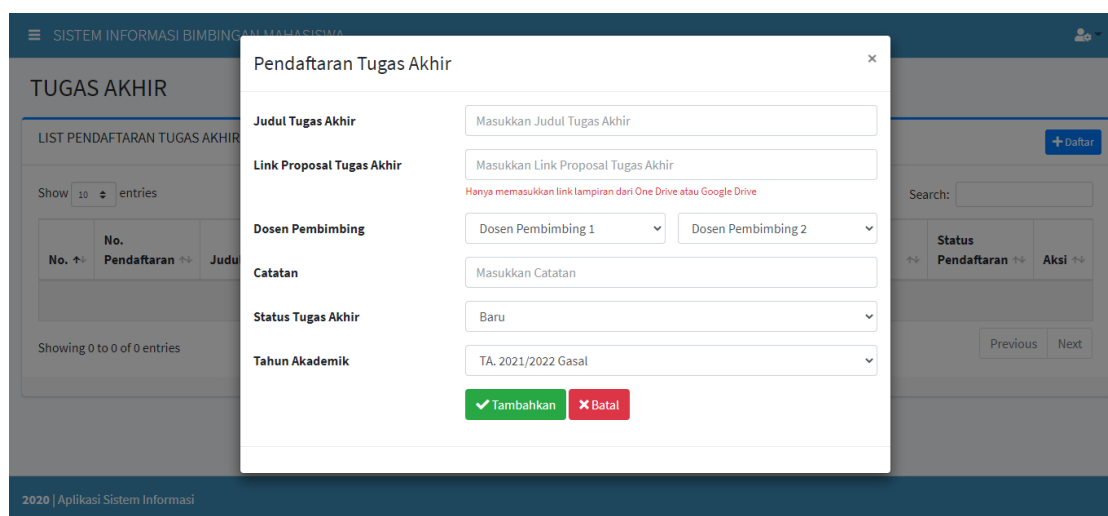 SISTEM INFORMASI BIMBINGAN MAHASISWA
Pendaftaran Tugas Akhir
×
TUGAS AKHIR
LIST PENDAFTARAN TUGAS AKHIR
Daftar
Judul Tugas Akhir
Masukkan Judul Tugas Akhir
Link Proposal Tugas Akhir
Masukkan Link Proposal Tugas Akhir
Hanya memasukkan link lampiran dari One Drive atau Google Drive
Show 10 entries
Search:
Dosen Pembimbing
Dosen Pembimbing 1
Dosen Pembimbing 2
No.
No. Pendaftaran
Judu
Status Pendaftaran
Aksi
Catatan
Masukkan Catatan
Status Tugas Akhir
Baru
Showing 0 to 0 of 0 entries
Previous Next
Tahun Akademik
TA. 2021/2022 Gasal
Tambahkan
Batal
2020 | Aplikasi Sistem Informasi